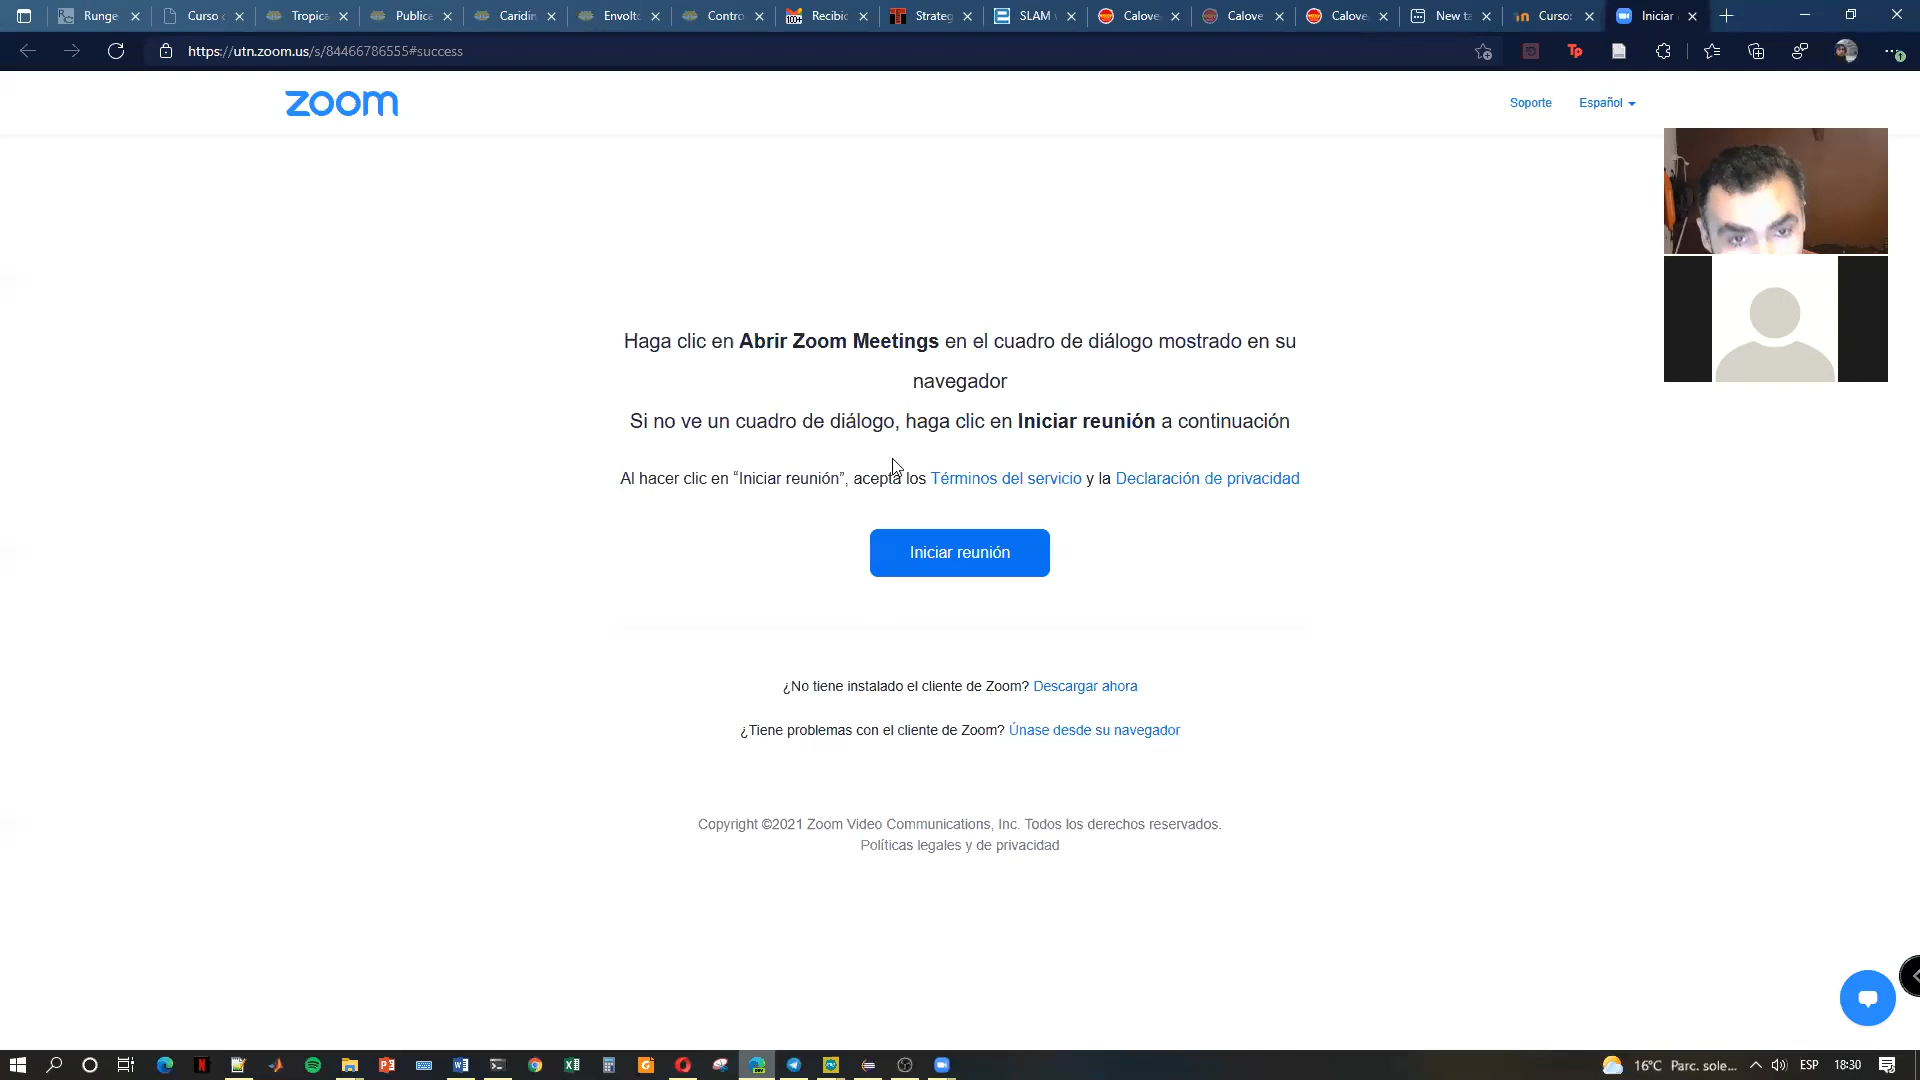 Runge
Curso
Tropica
Publica
Caridin
Envolto
Contro
Recibic
Strateg
SLAM
Calove
Calove
Calove
New ta
Curso:
Iniciar
https://utn.zoom.us/s/84466786555#success
zoom
Soporte
Español
Haga clic en Abrir Zoom Meetings en el cuadro de diálogo mostrado en su
navegador
Si no ve un cuadro de diálogo, haga clic en Iniciar reunión a continuación
Al hacer clic en “Iniciar reunión”, acepta los Términos del servicio y la Declaración de privacidad
Iniciar reunión
¿No tiene instalado el cliente de Zoom? Descargar ahora
¿Tiene problemas con el cliente de Zoom? Únase desde su navegador
Copyright ©2021 Zoom Video Communications, Inc. Todos los derechos reservados.
Políticas legales y de privacidad
16°C Parc. sole... ESP 18:30